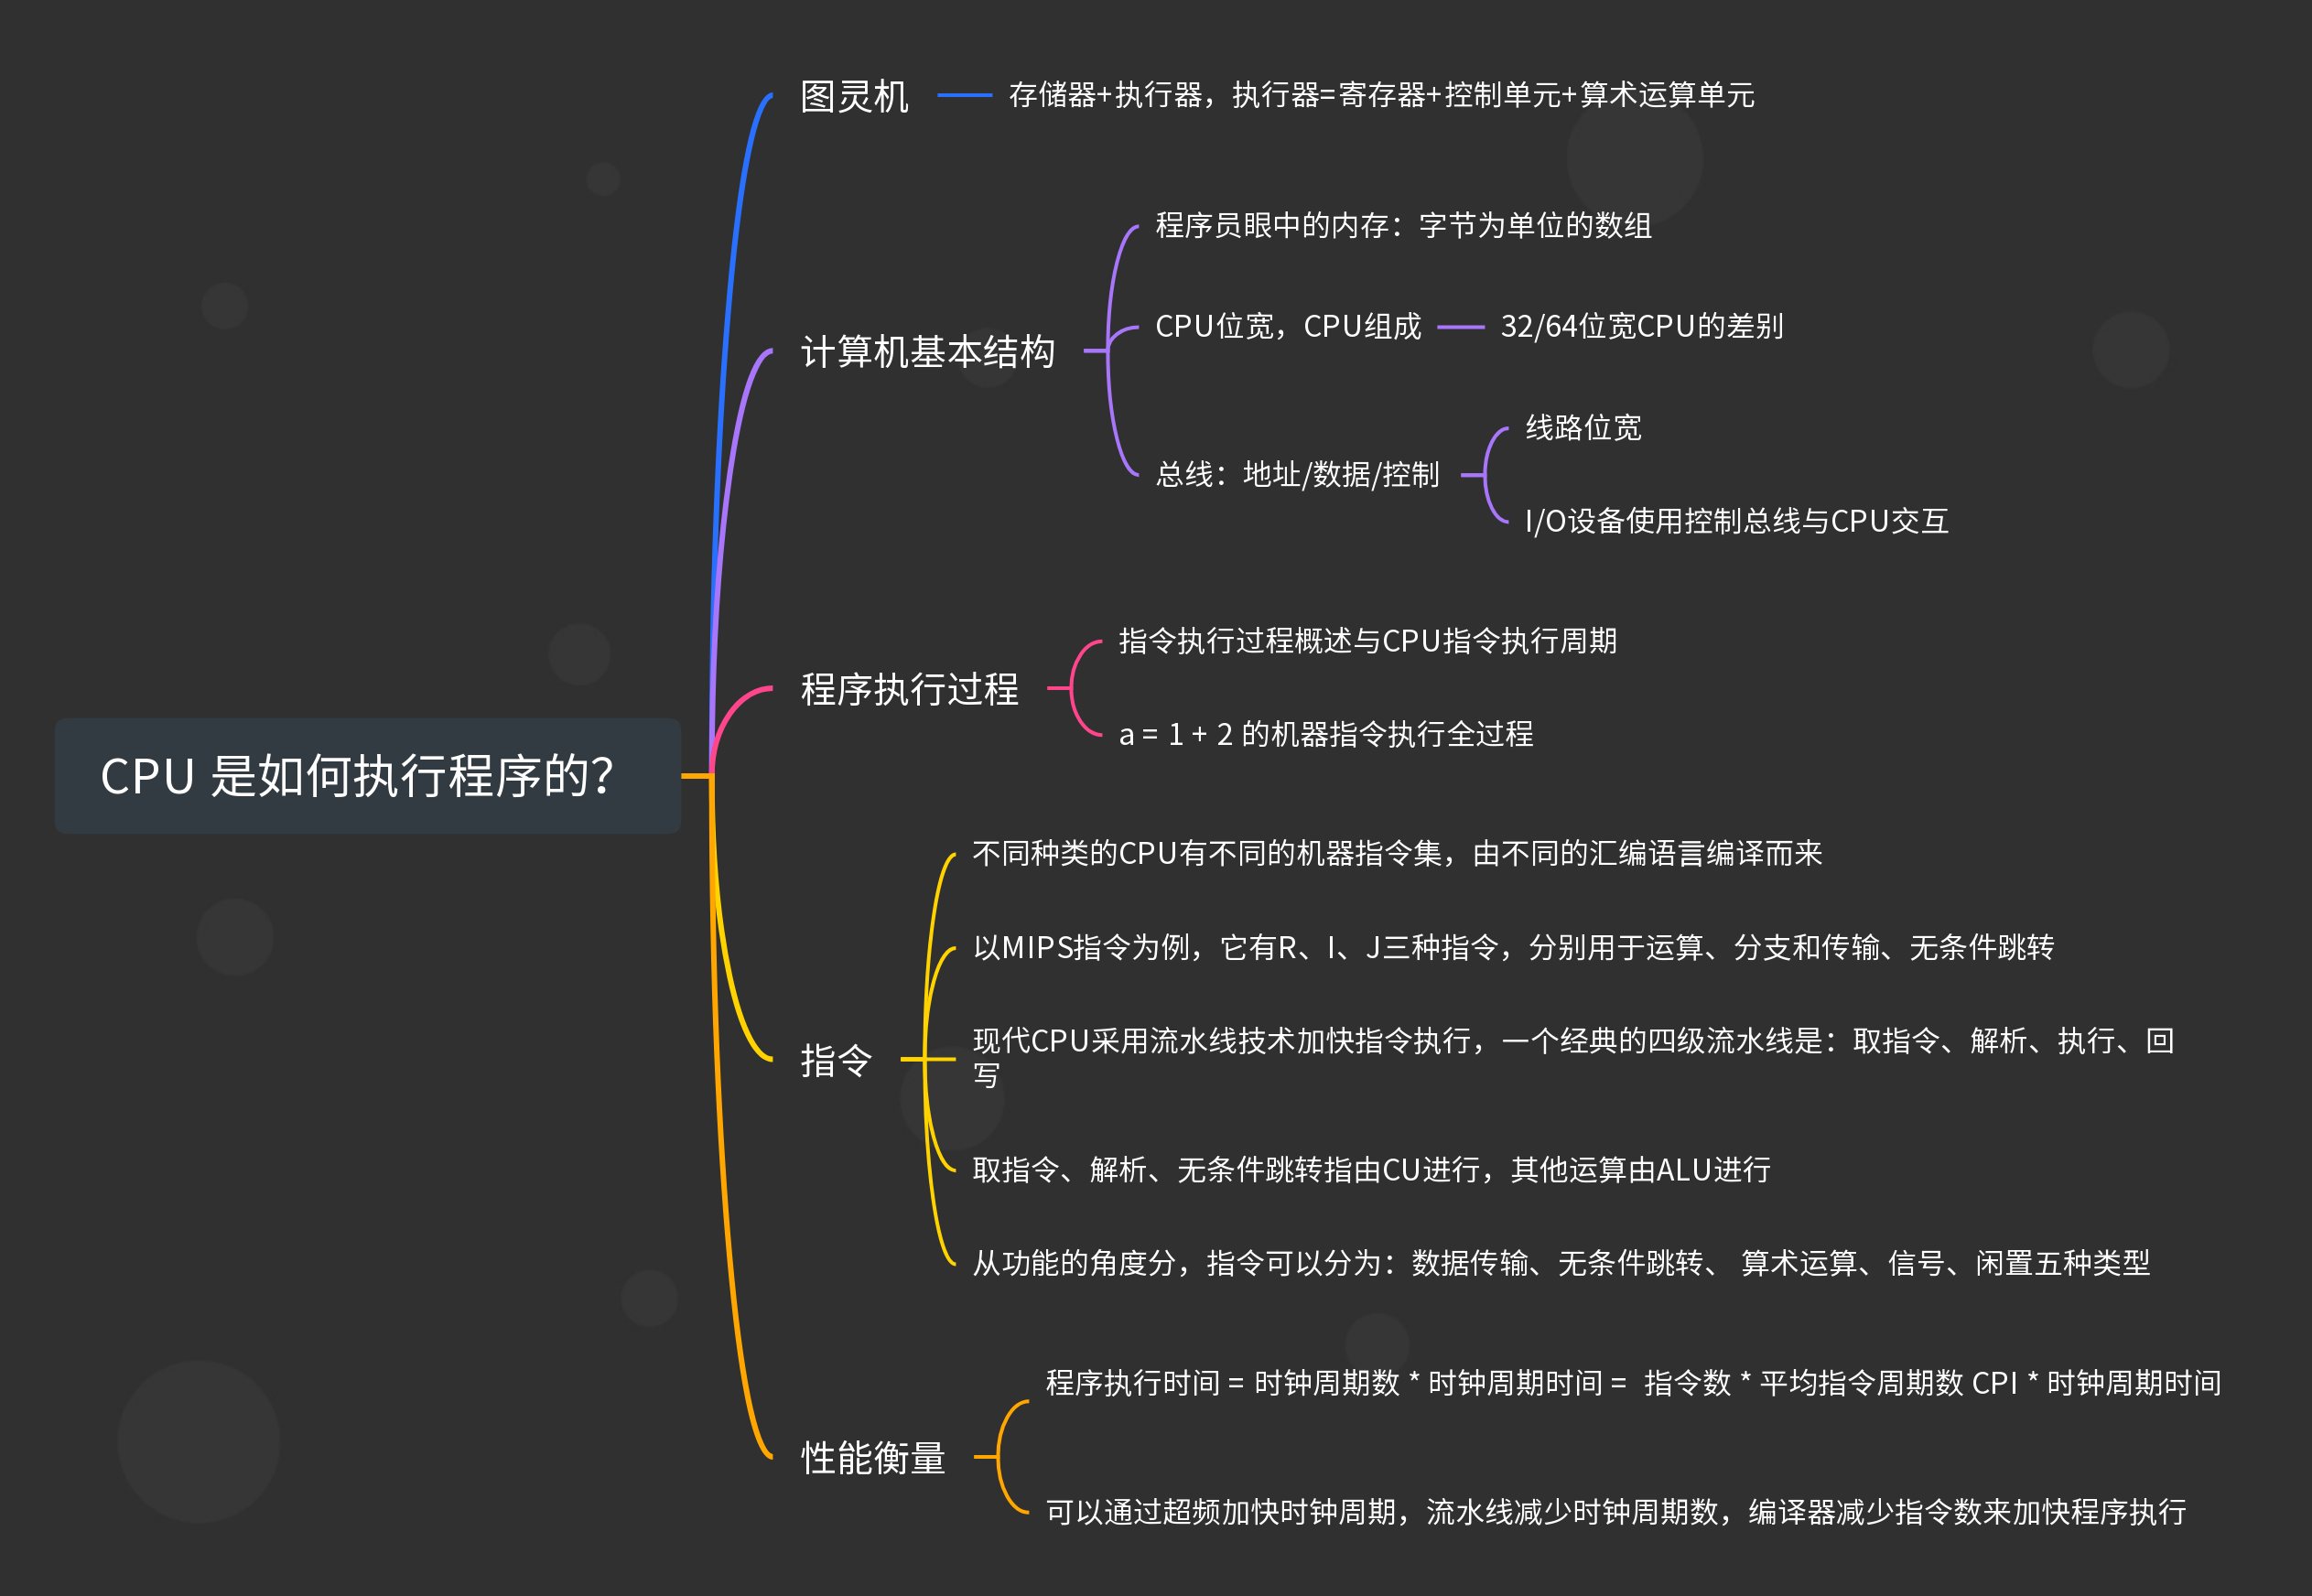 图灵机
存储器+执行器，执行器=寄存器+控制单元+算术运算单元
计算机基本结构
程序员眼中的内存：字节为单位的数组
CPU位宽，CPU组成
32/64位宽CPU的差别
总线：地址/数据/控制
线路位宽
I/O设备使用控制总线与CPU交互
CPU 是如何执行程序的？
程序执行过程
指令执行过程概述与CPU指令执行周期
a = 1 + 2 的机器指令执行全过程
指令
不同种类的CPU有不同的机器指令集，由不同的汇编语言编译而来
以MIPS指令为例，它有R、I、J三种指令，分别用于运算、分支和传输、无条件跳转
现代CPU采用流水线技术加快指令执行，一个经典的四级流水线是：取指令、解析、执行、回
写
取指令、解析、无条件跳转指由CU进行，其他运算由ALU进行
从功能的角度分，指令可以分为：数据传输、无条件跳转、 算术运算、信号、闲置五种类型
性能衡量
程序执行时间 = 时钟周期数 * 时钟周期时间 = 指令数 * 平均指令周期数 CPI * 时钟周期时间
可以通过超频加快时钟周期，流水线减少时钟周期数，编译器减少指令数来加快程序执行